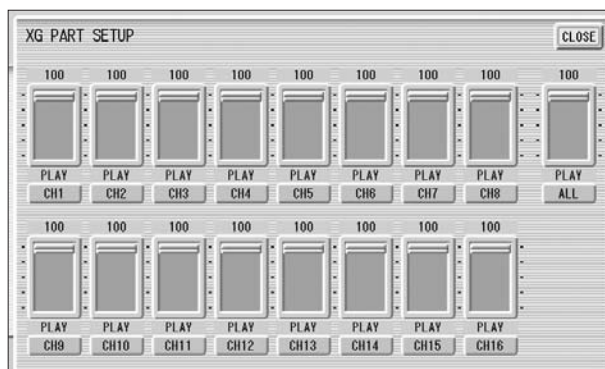 XG PART SETUP CLOSE
100 100 100 100 100 100 100 100 100
PLAY PLAY PLAY PLAY PLAY PLAY PLAY PLAY PLAY
CH1 CH2 CH3 CH4 CH5 CH6 CH7 CH8 ALL
100 100 100 100 100 100 100 100
PLAY PLAY PLAY PLAY PLAY PLAY PLAY PLAY
CH9 CH10 CH11 CH12 CH13 CH14 CH15 CH16